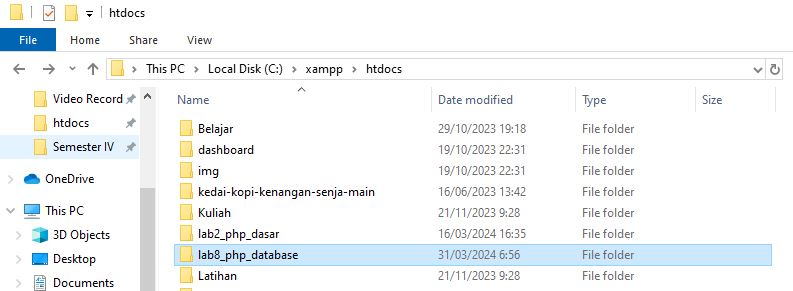 htdocs
File Home Share View
This PC Local Disk (C:) xampp htdocs
Video Record
htdocs
Semester IV
OneDrive
This PC
3D Objects
Desktop
Documents
Name Date modified Type Size
Belajar 29/10/2023 19:18 File folder
dashboard 19/10/2023 22:31 File folder
img 19/10/2023 22:31 File folder
kedai-kopi-kenangan-senja-main 16/06/2023 13:42 File folder
Kuliah 21/11/2023 9:28 File folder
lab2_php_dasar 16/03/2024 16:35 File folder
lab8_php_database 31/03/2024 6:56 File folder
Latihan 21/11/2023 9:28 File folder